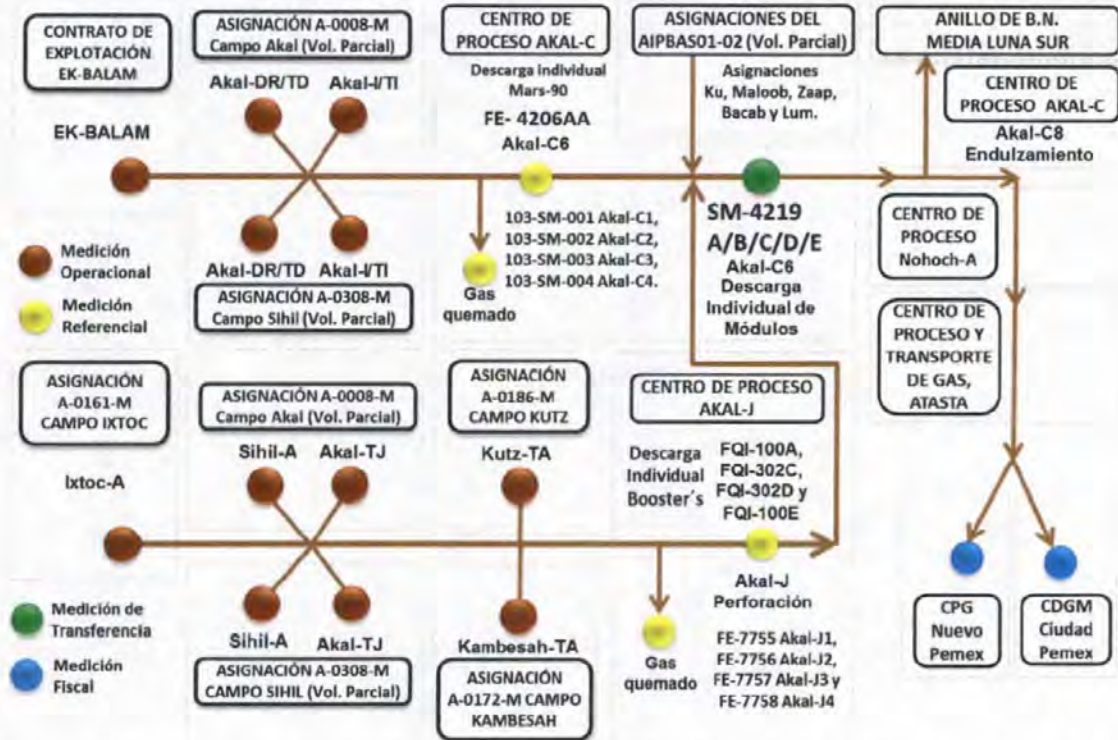 CONTRATO DE
EXPLOTACIÓN
EK-BALAM
ASIGNACIÓN A-0008-M
Campo Akal (Vol. Parcial)
CENTRO DE
PROCESO AKAL-C
ASIGNACIONES DEL
AIPBAS01-02 (Vol. Parcial)
ANILLO DE B.N.
MEDIA LUNA SUR
Akal-DR/TD
Akal-I/TI
Descarga individual
Mars-90
FE- 4206AA
Akal-C6
Asignaciones
Ku, Maloob, Zaap,
Bacab y Lum.
CENTRO DE
PROCESO AKAL-C
Akal-C8
Endulzamiento
EK-BALAM
Medición
Operacional
Medición
Referencial
Akal-DR/TD
Akal-I/TI
ASIGNACIÓN A-0308-M
Campo Sihil (Vol. Parcial)
Gas
quemado
103-SM-001 Akal-C1,
103-SM-002 Akal-C2,
103-SM-003 Akal-C3,
103-SM-004 Akal-C4.
SM-4219
A/B/C/D/E
Akal-C6
Descarga
Individual de
Módulos
CENTRO DE
PROCESO
Nohoch-A
CENTRO DE
PROCESO Y
TRANSPORTE
DE GAS,
ATASTA
ASIGNACIÓN
A-0161-M
CAMPO IXTOC
ASIGNACIÓN A-0008-M
Campo Akal (Vol. Parcial)
ASIGNACIÓN
A-0186-M
CAMPO KUTZ
CENTRO DE PROCESO
AKAL-J
Ixtoc-A
Sihil-A
Akal-TJ
Kutz-TA
Descarga
Individual
Booster´s
FQI-100A,
FQI-302C,
FQI-302D y
FQI-100E
Medición de
Transferencia
Medición
Fiscal
Sihil-A
Akal-TJ
ASIGNACIÓN A-0308-M
CAMPO SIHIL (Vol. Parcial)
Kambesah-TA
ASIGNACIÓN
A-0172-M CAMPO
KAMBESAH
Gas
quemado
Akal-J
Perforación
FE-7755 Akal-J1,
FE-7756 Akal-J2,
FE-7757 Akal-J3 y
FE-7758 Akal-J4
CPG
Nuevo
Pemex
CDGM
Ciudad
Pemex